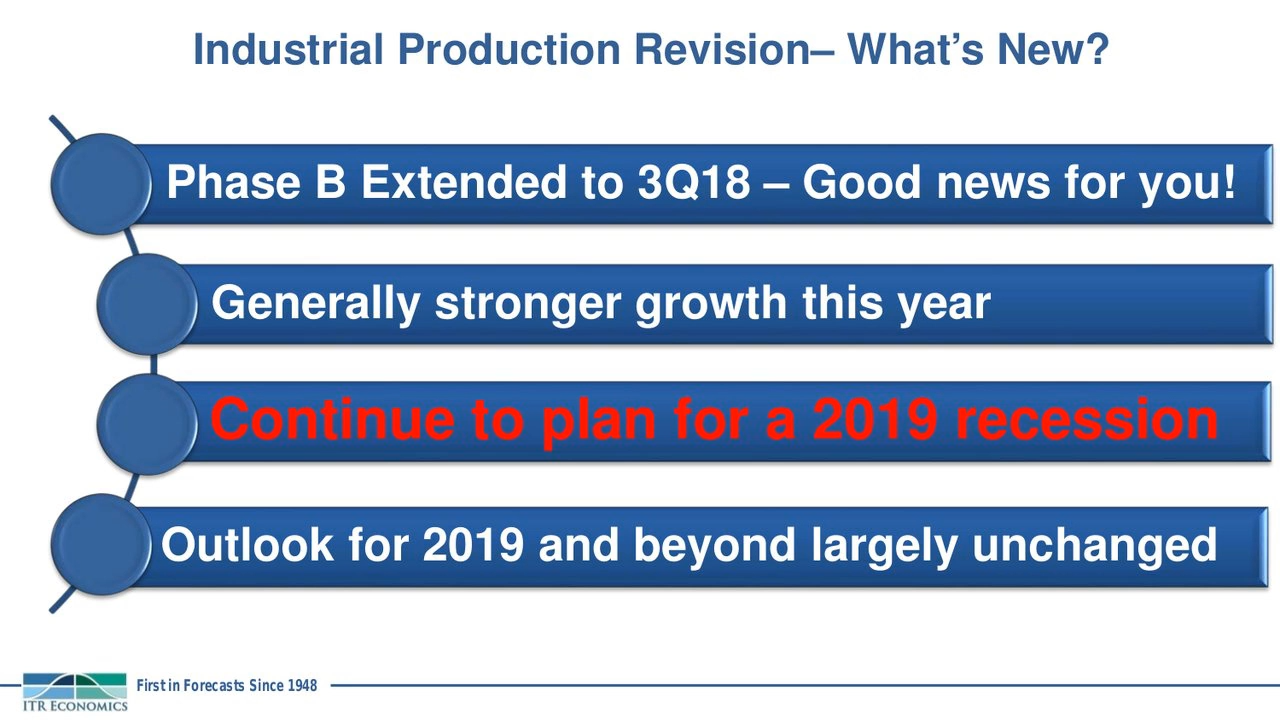 Industrial Production Revision– What's New?
Phase B Extended to 3Q18 – Good news for you!
Generally stronger growth this year
Continue to plan for a 2019 recession
Outlook for 2019 and beyond largely unchanged
First in Forecasts Since 1948
ITR ECONOMICS